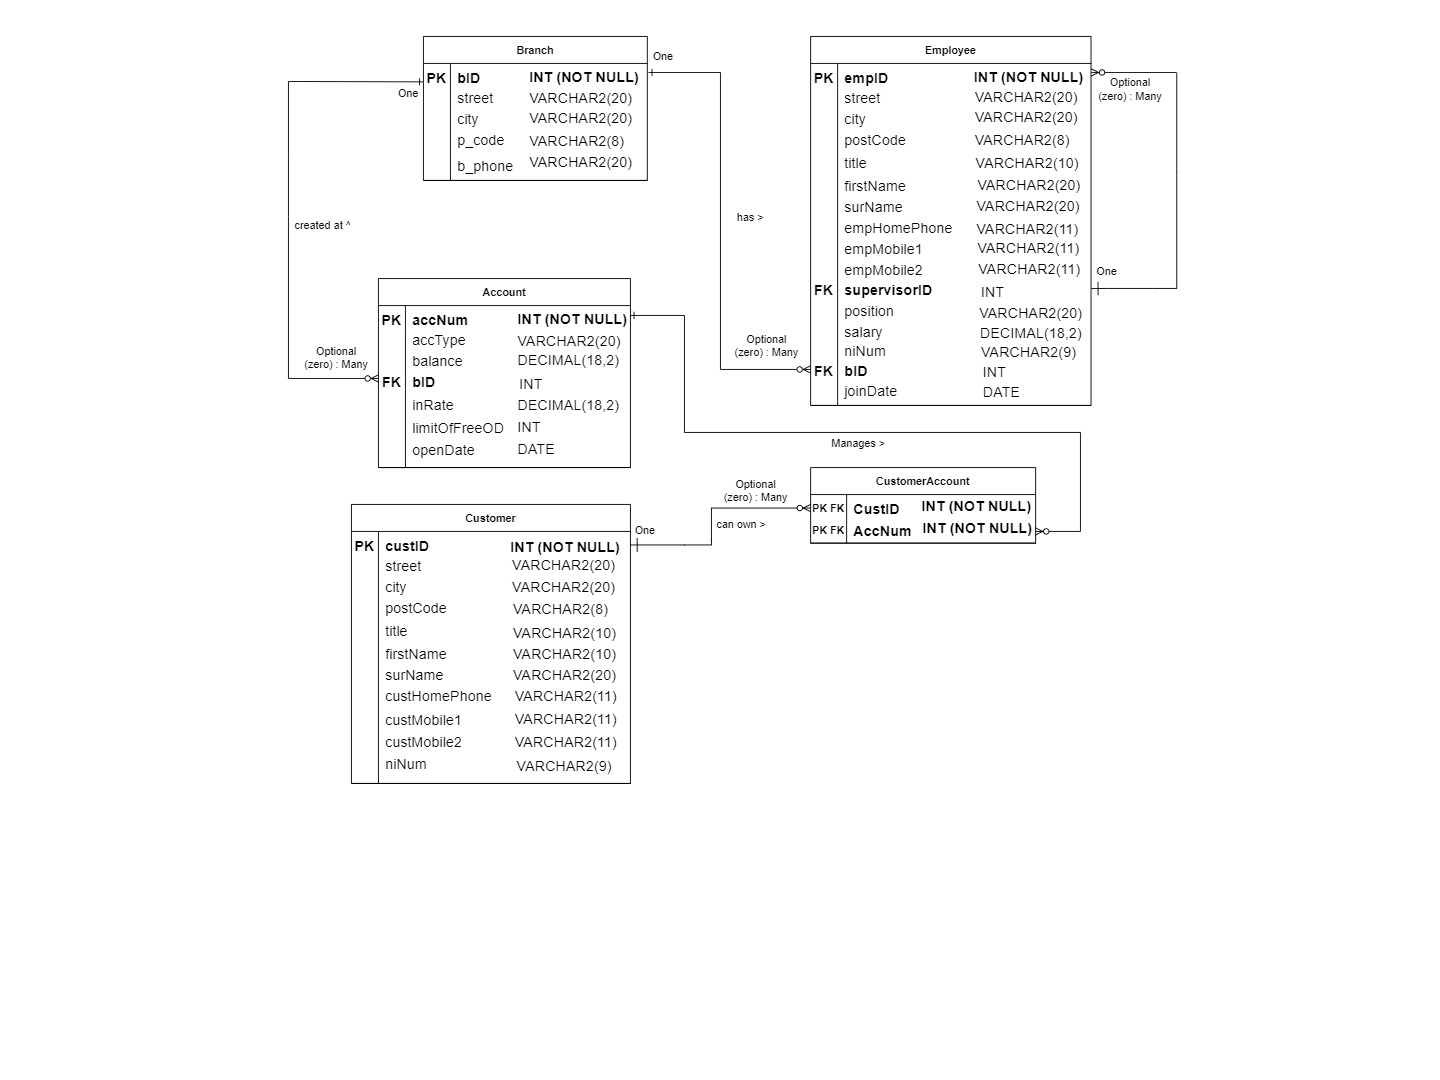 Branch
PK bID INT (NOT NULL)
street VARCHAR2(20)
city VARCHAR2(20)
p_code VARCHAR2(8)
b_phone VARCHAR2(20)
One
One
created at ^
has >
Employee
PK empID INT (NOT NULL)
street VARCHAR2(20)
city VARCHAR2(20)
postCode VARCHAR2(8)
title VARCHAR2(10)
firstName VARCHAR2(20)
surName VARCHAR2(20)
empHomePhone VARCHAR2(11)
empMobile1 VARCHAR2(11)
empMobile2 VARCHAR2(11)
FK supervisorID INT
position VARCHAR2(20)
salary DECIMAL(18,2)
niNum VARCHAR2(9)
FK bID INT
joinDate DATE
Optional
(zero) : Many
One
Optional
(zero) : Many
Account
PK accNum INT (NOT NULL)
accType VARCHAR2(20)
balance DECIMAL(18,2)
FK bID INT
inRate DECIMAL(18,2)
limitOfFreeOD INT
openDate DATE
Optional
(zero) : Many
Manages >
CustomerAccount
PK FK CustID INT (NOT NULL)
PK FK AccNum INT (NOT NULL)
Optional
(zero) : Many
can own >
One
Customer
PK custID INT (NOT NULL)
street VARCHAR2(20)
city VARCHAR2(20)
postCode VARCHAR2(8)
title VARCHAR2(10)
firstName VARCHAR2(10)
surName VARCHAR2(20)
custHomePhone VARCHAR2(11)
custMobile1 VARCHAR2(11)
custMobile2 VARCHAR2(11)
niNum VARCHAR2(9)